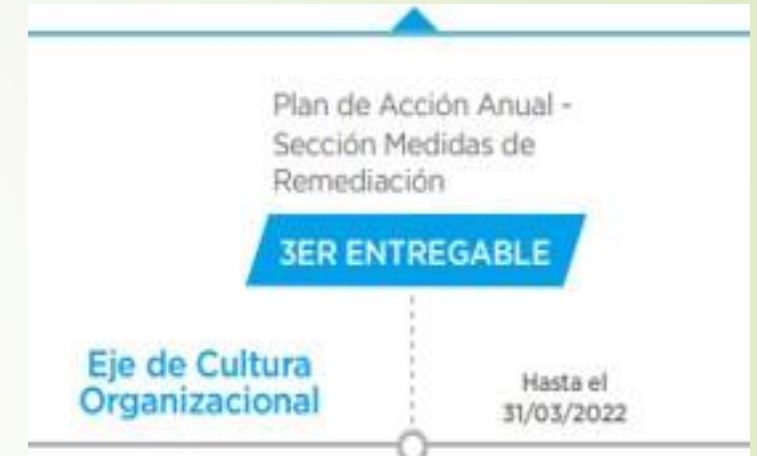 Plan de Acción Anual -
Sección Medidas de
Remediación
3ER ENTREGABLE
Eje de Cultura
Organizacional
Hasta el
31/03/2022